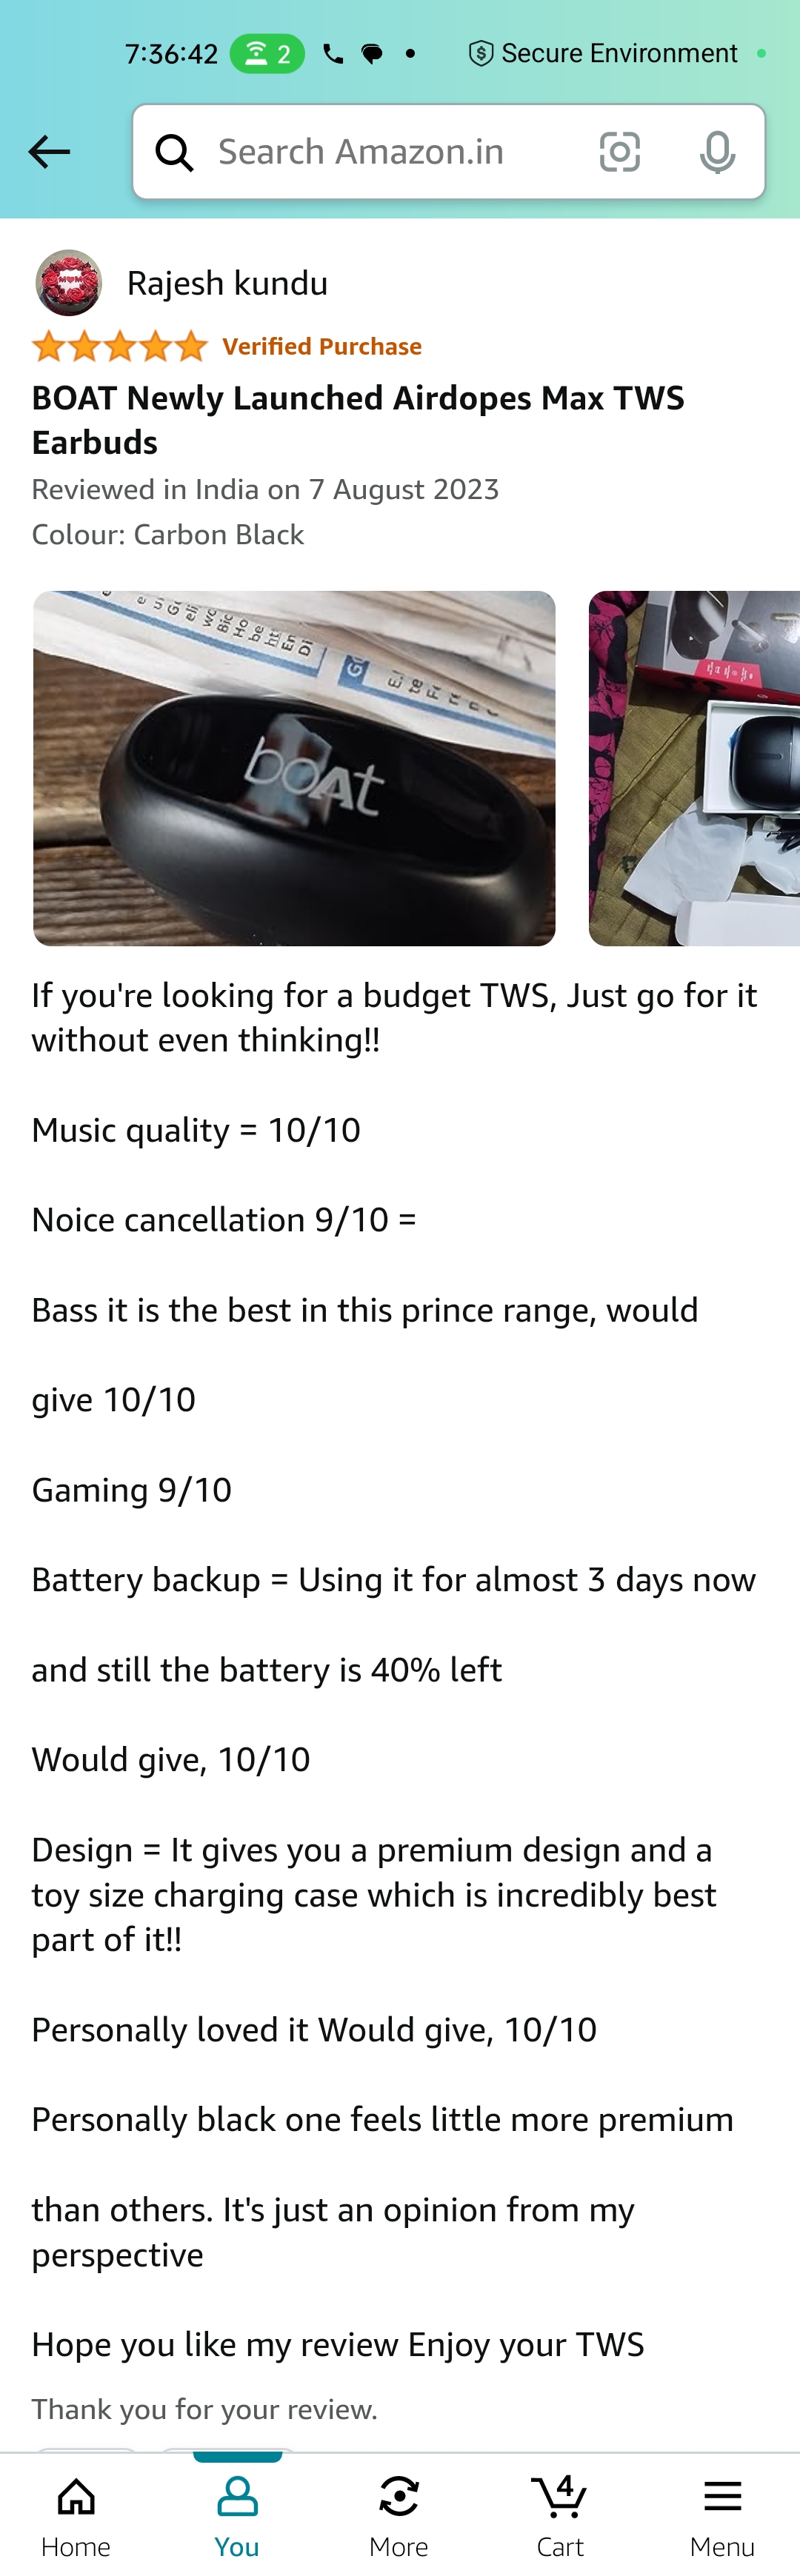 7:36:42
2
Secure Environment
Search Amazon.in
Rajesh kundu
Verified Purchase
BOAT Newly Launched Airdopes Max TWS
Earbuds
Reviewed in India on 7 August 2023
Colour: Carbon Black
boAt
If you're looking for a budget TWS, Just go for it
without even thinking!!
Music quality = 10/10
Noice cancellation 9/10 =
Bass it is the best in this prince range, would
give 10/10
Gaming 9/10
Battery backup = Using it for almost 3 days now
and still the battery is 40% left
Would give, 10/10
Design = It gives you a premium design and a
toy size charging case which is incredibly best
part of it!!
Personally loved it Would give, 10/10
Personally black one feels little more premium
than others. It's just an opinion from my
perspective
Hope you like my review Enjoy your TWS
Thank you for your review.
4
Home
You
More
Cart
Menu